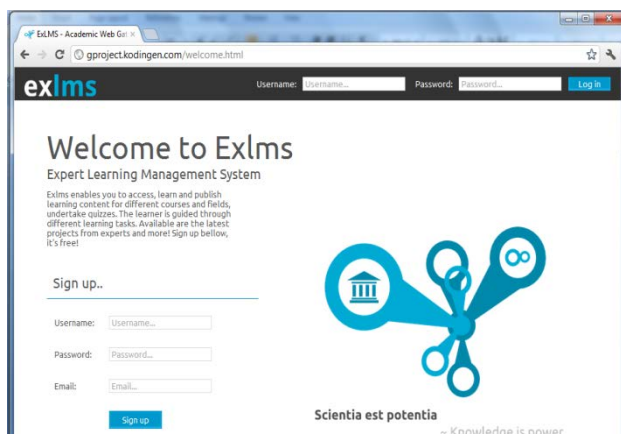 ExLMS - Academic Web Gat
gproject.kodingen.com/welcome.html
exlms
Username: Username... Password: Password... Log in
Welcome to Exlms
Expert Learning Management System
Exlms enables you to access, learn and publish
learning content for different courses and fields,
undertake quizzes. The learner is guided through
different learning tasks. Available are the latest
projects from experts and more! Sign up bellow,
it's free!
Sign up..
Username: Username...
Password: Password...
Email: Email...
Sign up
Scientia est potentia
~ Knowledge is power